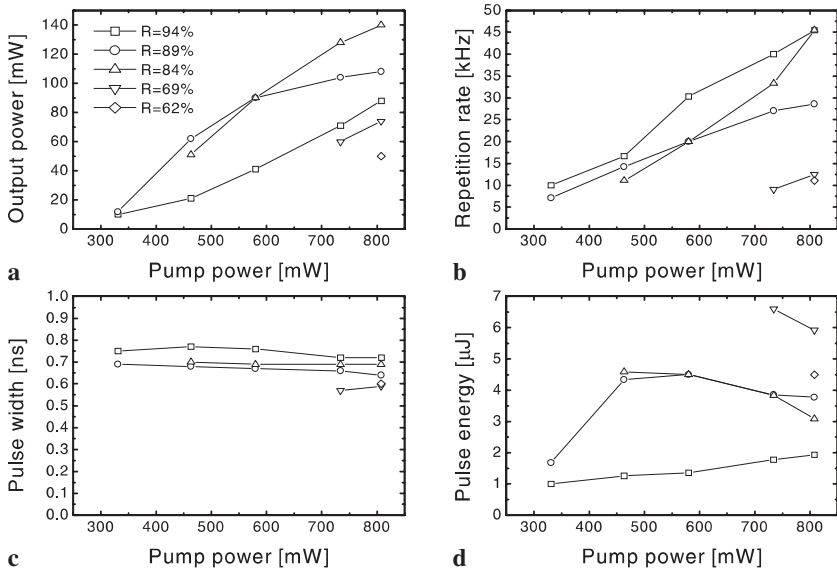 140
120
100
80
60
40
20
0
Output power [mW]
R=94%
R=89%
R=84%
R=69%
R=62%
300 400 500 600 700 800
Pump power [mW]
a
50
45
40
35
30
25
20
15
10
5
0
Repetition rate [kHz]
300 400 500 600 700 800
Pump power [mW]
b
1.0
0.9
0.8
0.7
0.6
0.5
0.4
0.3
0.2
0.1
0.0
Pulse width [ns]
300 400 500 600 700 800
Pump power [mW]
c
7
6
5
4
3
2
1
0
Pulse energy [µJ]
300 400 500 600 700 800
Pump power [mW]
d